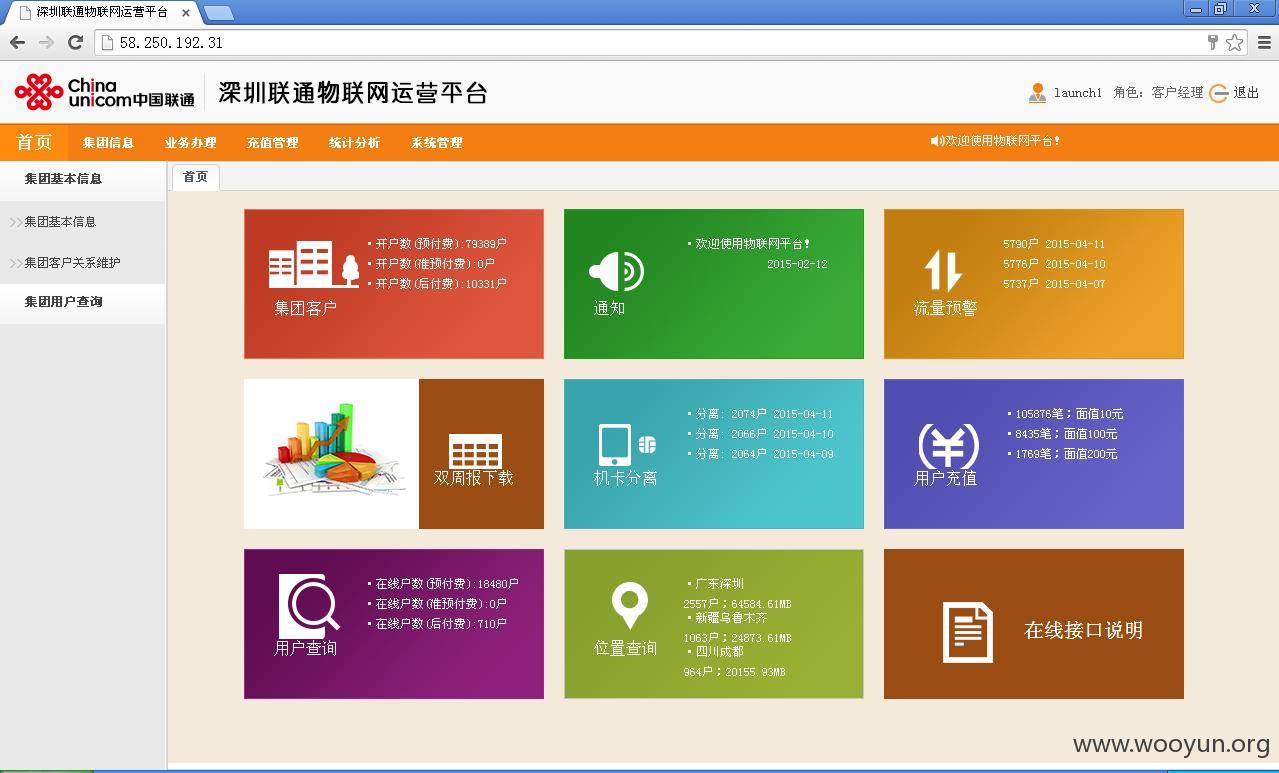 深圳联通物联网运营平台
58.250.192.31
China unicom中国联通
深圳联通物联网运营平台
launch1 角色：客户经理 退出
首页 集团信息 业务办理 充值管理 统计分析 系统管理
欢迎使用物联网平台！
集团基本信息
>>集团基本信息
>>集团客户关系维护
集团用户查询
首页
集团客户
·开户数(预付费):79389户
·开户数(准预付费):0户
·开户数(后付费):10331户
通知
·欢迎使用物联网平台！
2015-02-12
流量预警
5790户 2015-04-11
5776户 2015-04-10
5737户 2015-04-07
双周报下载
机卡分离
·分离: 2074户 2015-04-11
·分离: 2066户 2015-04-10
·分离: 2064户 2015-04-09
用户充值
·105876笔；面值10元
·8435笔；面值100元
·1769笔；面值200元
用户查询
·在线户数(预付费):18480户
·在线户数(准预付费):0户
·在线户数(后付费):710户
位置查询
·广东深圳
2557户；64584.61MB
·新疆乌鲁木齐
1063户；24873.61MB
·四川成都
964户；20155.93MB
在线接口说明
www.wooyun.org